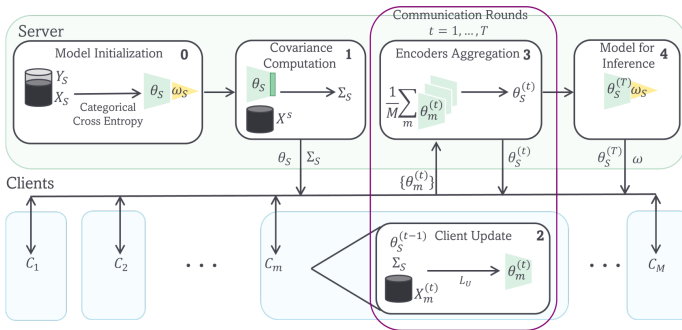 Communication Rounds
t = 1, ..., T
Server
Model Initialization 0
Y_S
X_S
Categorical
Cross Entropy
θ_S ω_S
Covariance
Computation
1
θ_S
X^s
Σ_S
Encoders Aggregation 3
1/M ∑_m θ_m^(t)
θ_S^(t)
Model for
Inference
4
θ_S^(T) ω_S
θ_S Σ_S
{θ_m^(t)}
θ_S^(t)
θ_S^(T) ω
Clients
C_1
C_2
• • •
C_m
Client Update 2
θ_S^(t−1)
Σ_S
X_m^(t)
L_U
θ_m^(t)
• • •
C_M